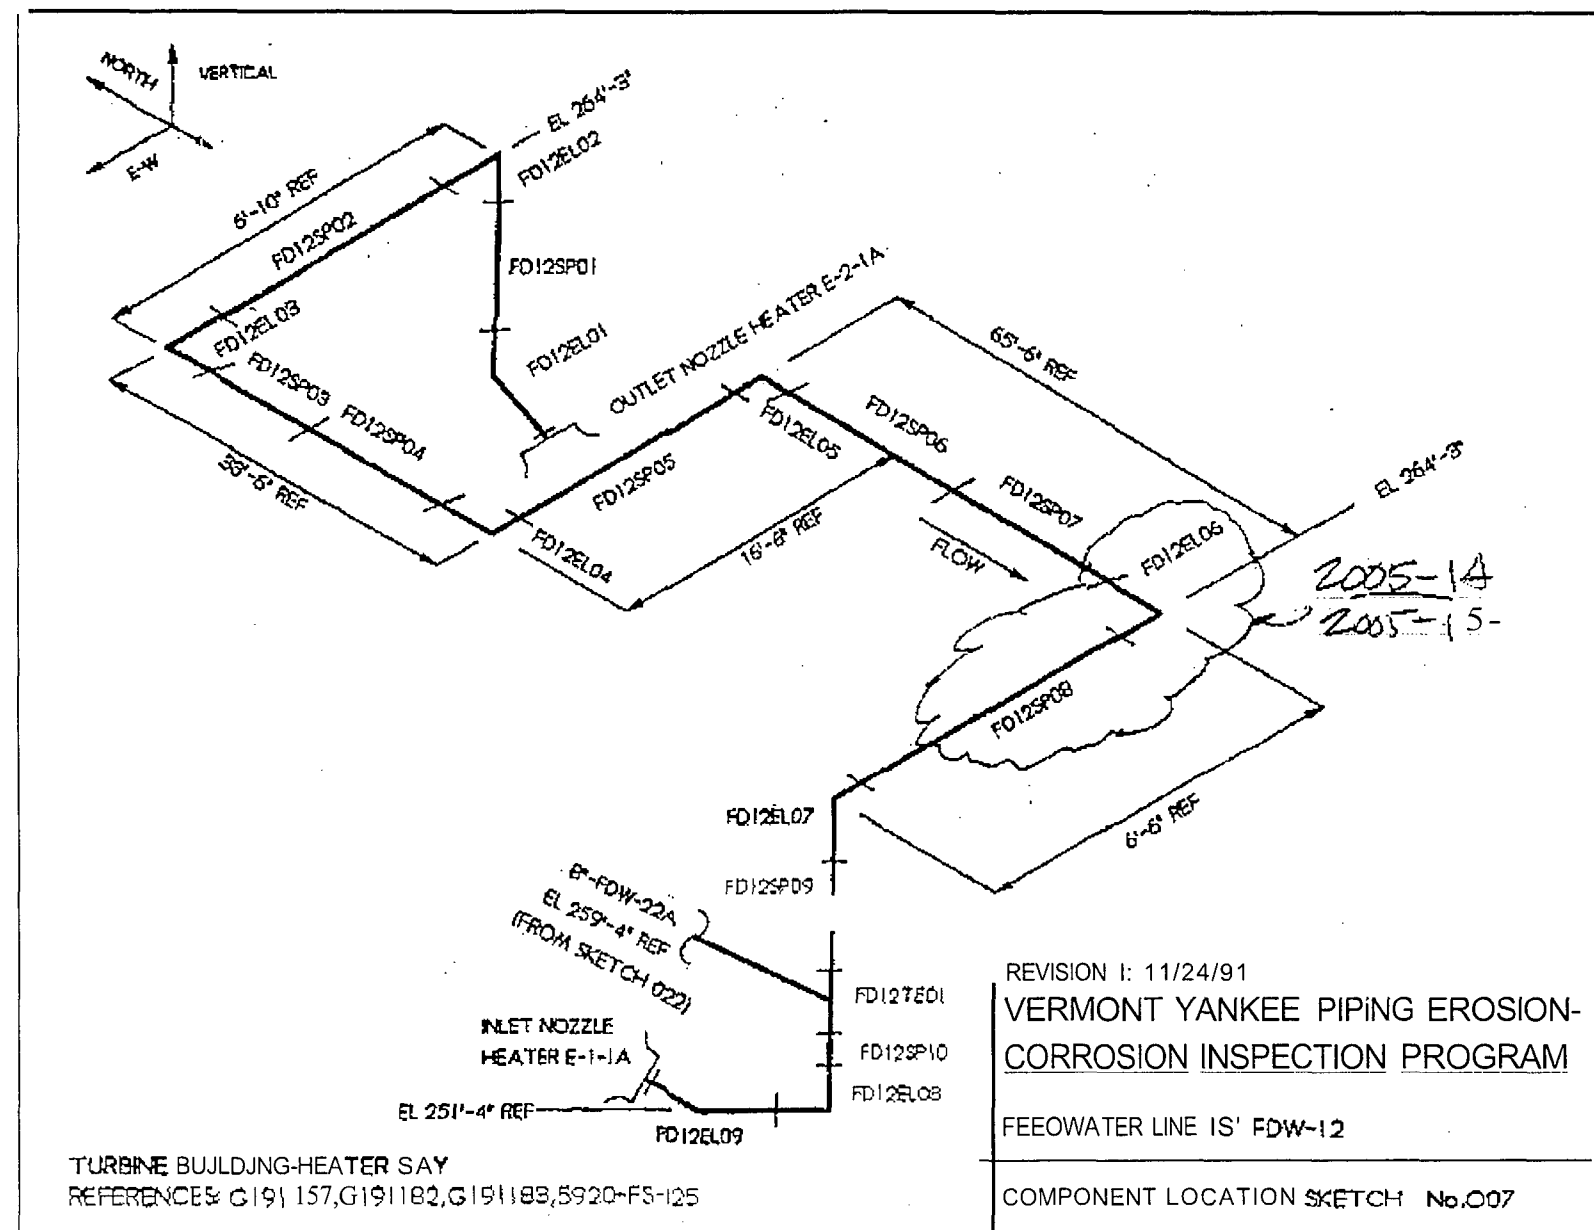 NORTH
VERTICAL
E-W
EL 264'-3"
FD12EL02
6'-10" REF
FD12SP02
FD12SP01
FD12EL03
FD12EL01
FD12SP03
FD12SP04
OUTLET NOZZLE HEATER E-2-1A
65'-6" REF
FD12SP06
FD12EL05
FD12SP05
FD12SP07
EL 264'-3"
FD12EL04
16'-6" REF
FLOW
FD12EL06
2005-14
2005-15-
FD12SP08
FD12EL07
6'-6" REF
FD12SP09
8"-FDW-22A
EL 259'-4" REF
(FROM SKETCH 022)
FD12TE01
INLET NOZZLE
HEATER E-1-1A
FD12SP10
EL 251'-4" REF
FD12EL08
FD12EL09
REVISION I: 11/24/91
VERMONT YANKEE PIPiNG EROSION-
CORROSION INSPECTION PROGRAM
FEEOWATER LINE IS' FDW-12
TURBINE BUJLDJNG-HEATER SAY
REFERENCES: G191157,G191182,G191183,5920-FS-125
COMPONENT LOCATION SKETCH No.007